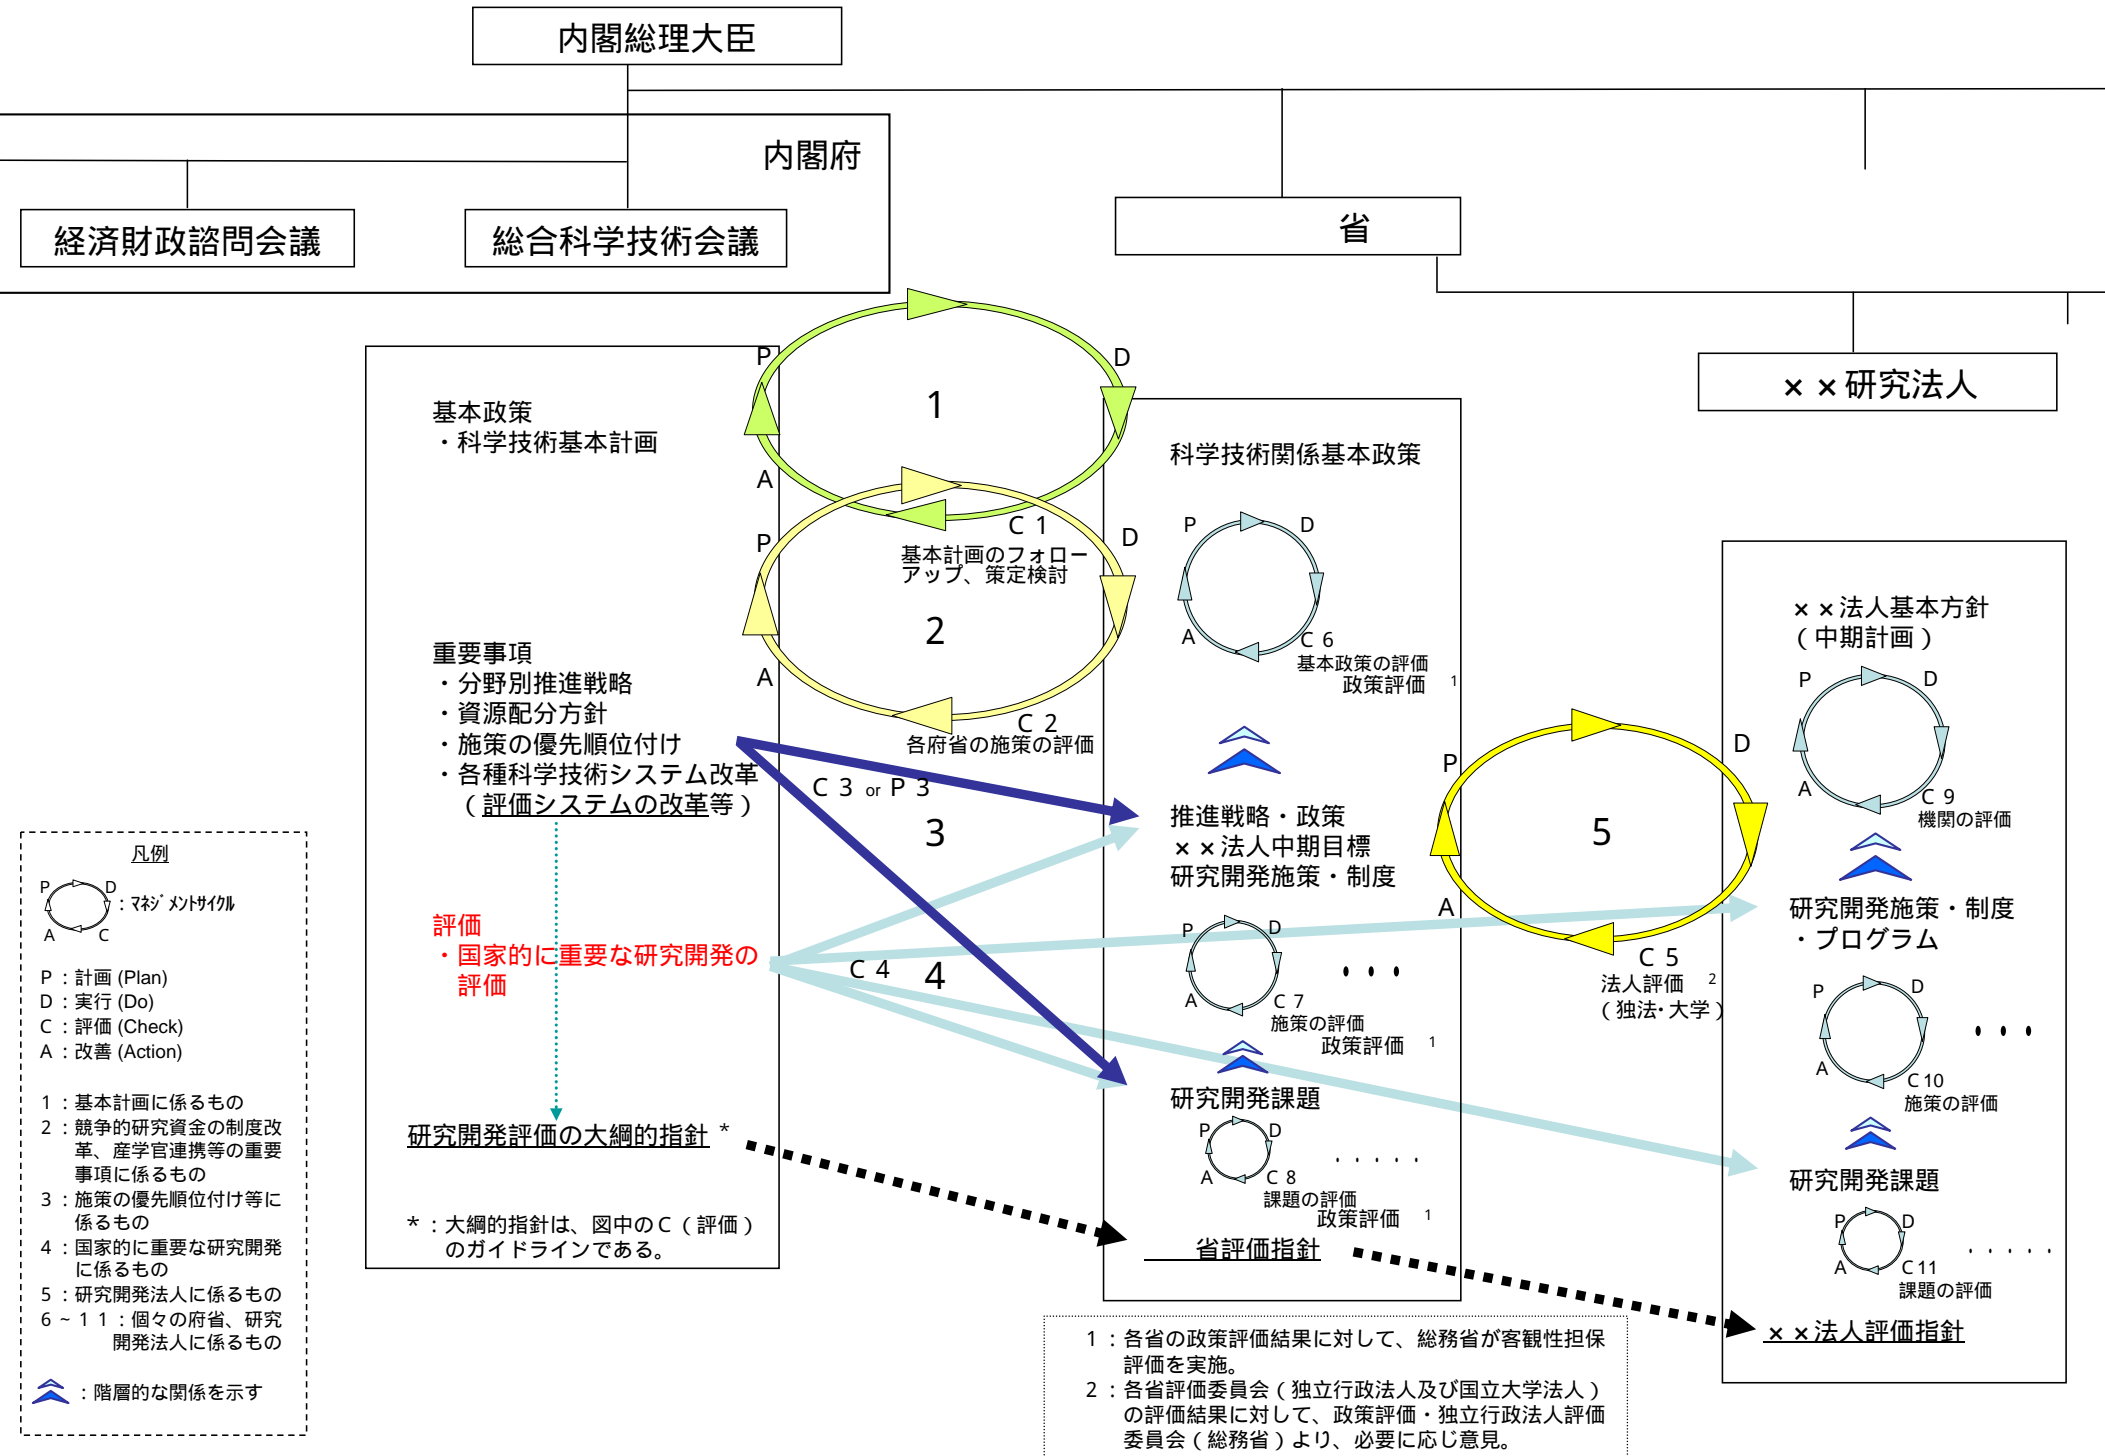 内閣総理大臣
内閣府
経済財政諮問会議
総合科学技術会議
省
××研究法人
基本政策
・科学技術基本計画
重要事項
・分野別推進戦略
・資源配分方針
・施策の優先順位付け
・各種科学技術システム改革
（評価システムの改革等）
評価
・国家的に重要な研究開発の
評価
研究開発評価の大綱的指針 *
*：大綱的指針は、図中のC（評価）
のガイドラインである。
P
D
1
A
C 1
基本計画のフォロー
アップ、策定検討
P
D
2
A
C 2
各府省の施策の評価
C 3 or P 3
3
C 4
4
科学技術関係基本政策
P
D
A
C 6
基本政策の評価
政策評価 1
推進戦略・政策
××法人中期目標
研究開発施策・制度
P
D
A
C 7
施策の評価
政策評価 1
・・・
研究開発課題
P
D
A
C 8
課題の評価
政策評価 1
・・・・・
省評価指針
P
D
5
A
C 5
法人評価 2
（独法・大学）
××法人基本方針
（中期計画）
P
D
A
C 9
機関の評価
研究開発施策・制度
・プログラム
P
D
A
C 10
施策の評価
・・・
研究開発課題
P
D
A
C 11
課題の評価
・・・・・
××法人評価指針
凡例
P
D
：マネジメントサイクル
A
C
P：計画 (Plan)
D：実行 (Do)
C：評価 (Check)
A：改善 (Action)
1：基本計画に係るもの
2：競争的研究資金の制度改
革、産学官連携等の重要
事項に係るもの
3：施策の優先順位付け等に
係るもの
4：国家的に重要な研究開発
に係るもの
5：研究開発法人に係るもの
6~11：個々の府省、研究
開発法人に係るもの
：階層的な関係を示す
1：各省の政策評価結果に対して、総務省が客観性担保
評価を実施。
2：各省評価委員会（独立行政法人及び国立大学法人）
の評価結果に対して、政策評価・独立行政法人評価
委員会（総務省）より、必要に応じ意見。